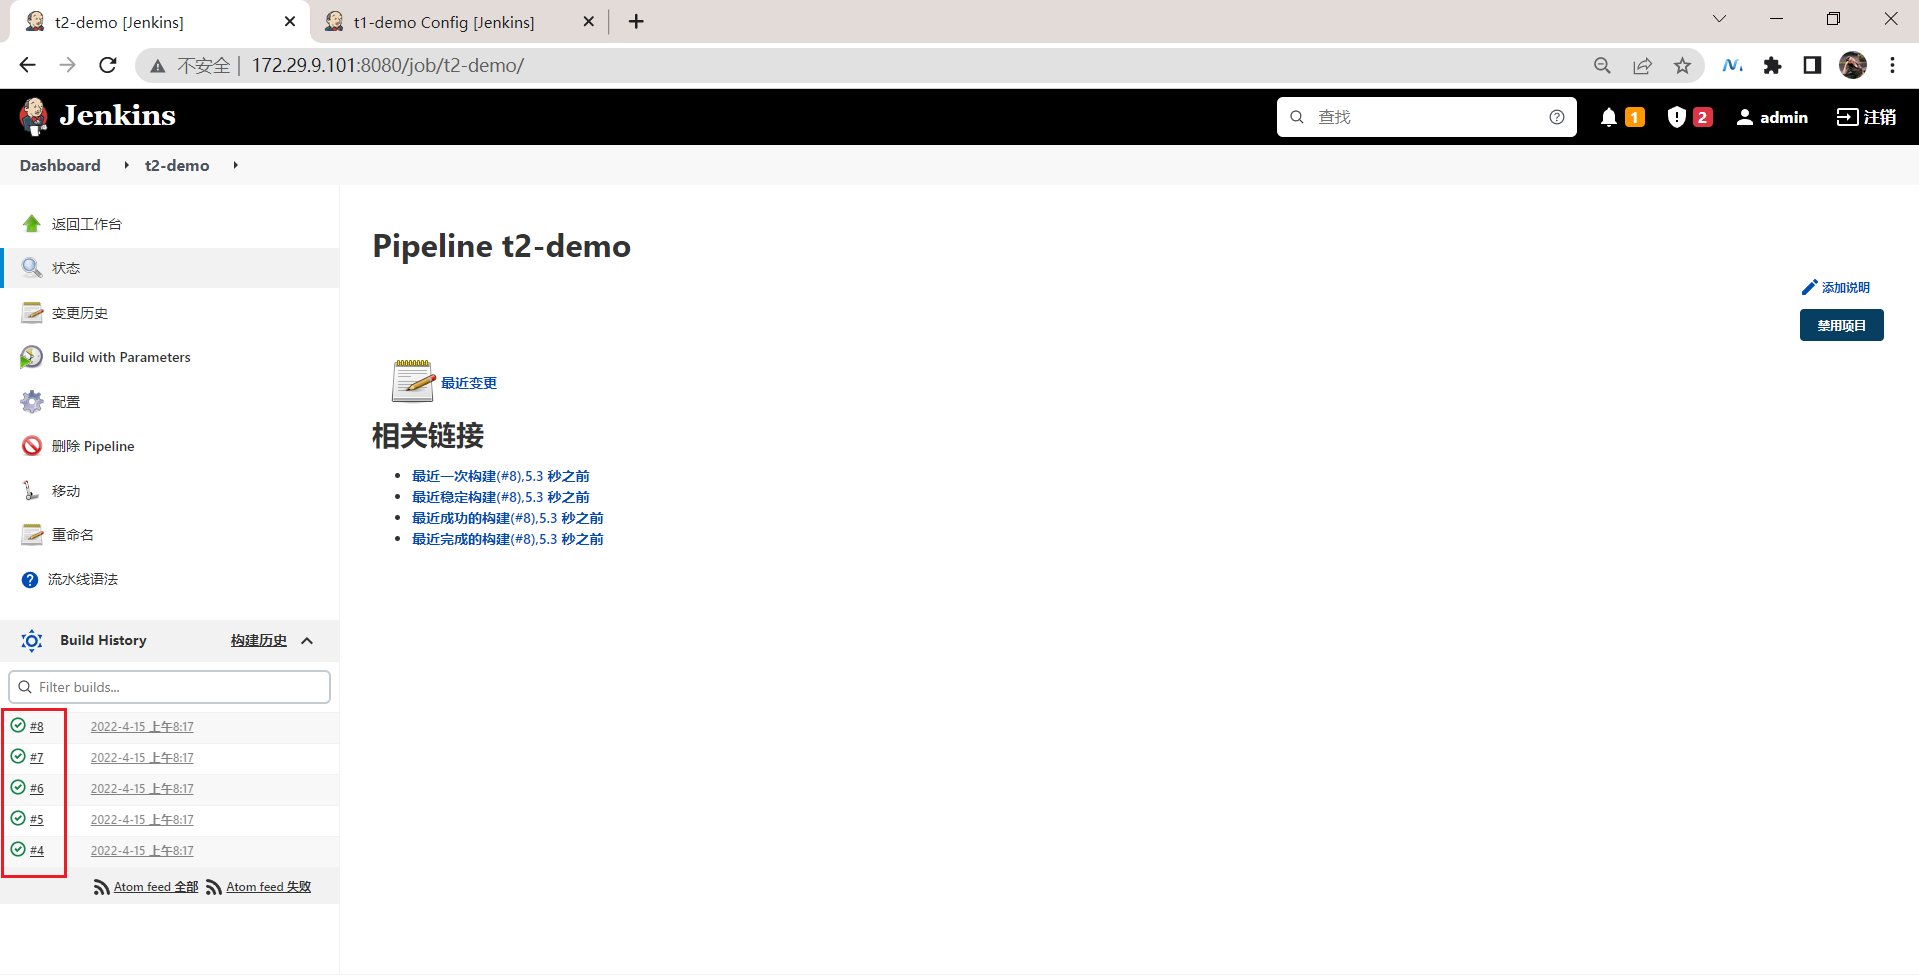 t2-demo [Jenkins]
t1-demo Config [Jenkins]
不安全 | 172.29.9.101:8080/job/t2-demo/
Jenkins
查找
1
2
admin
注销
Dashboard
t2-demo
返回工作台
状态
变更历史
Build with Parameters
配置
删除 Pipeline
移动
重命名
流水线语法
Build History
构建历史
Filter builds...
#8 2022-4-15 上午8:17
#7 2022-4-15 上午8:17
#6 2022-4-15 上午8:17
#5 2022-4-15 上午8:17
#4 2022-4-15 上午8:17
Atom feed 全部
Atom feed 失败
Pipeline t2-demo
添加说明
禁用项目
最近变更
相关链接
最近一次构建(#8),5.3 秒之前
最近稳定构建(#8),5.3 秒之前
最近成功的构建(#8),5.3 秒之前
最近完成的构建(#8),5.3 秒之前